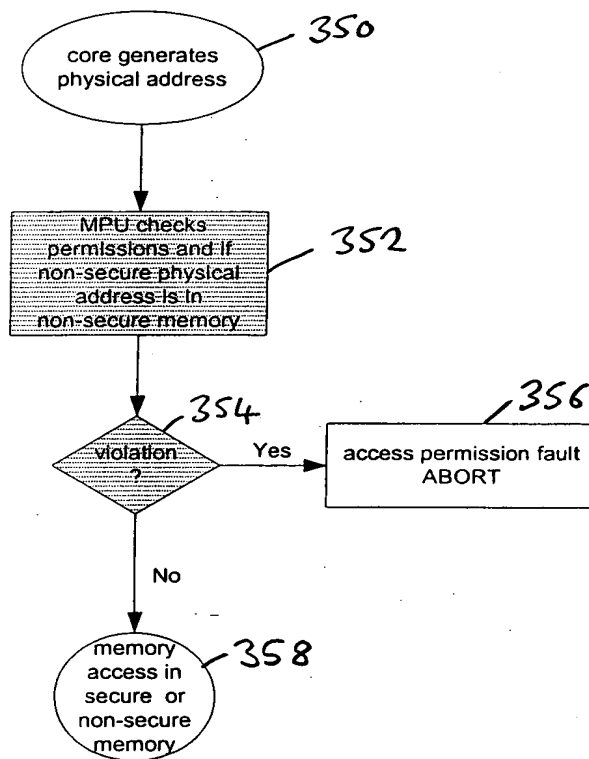 350
core generates
physical address
MPU checks
permissions and if
non-secure physical
address is in
non-secure memory
352
354
violation
?
Yes
356
access permission fault
ABORT
No
memory
access in
secure or
non-secure
memory
358